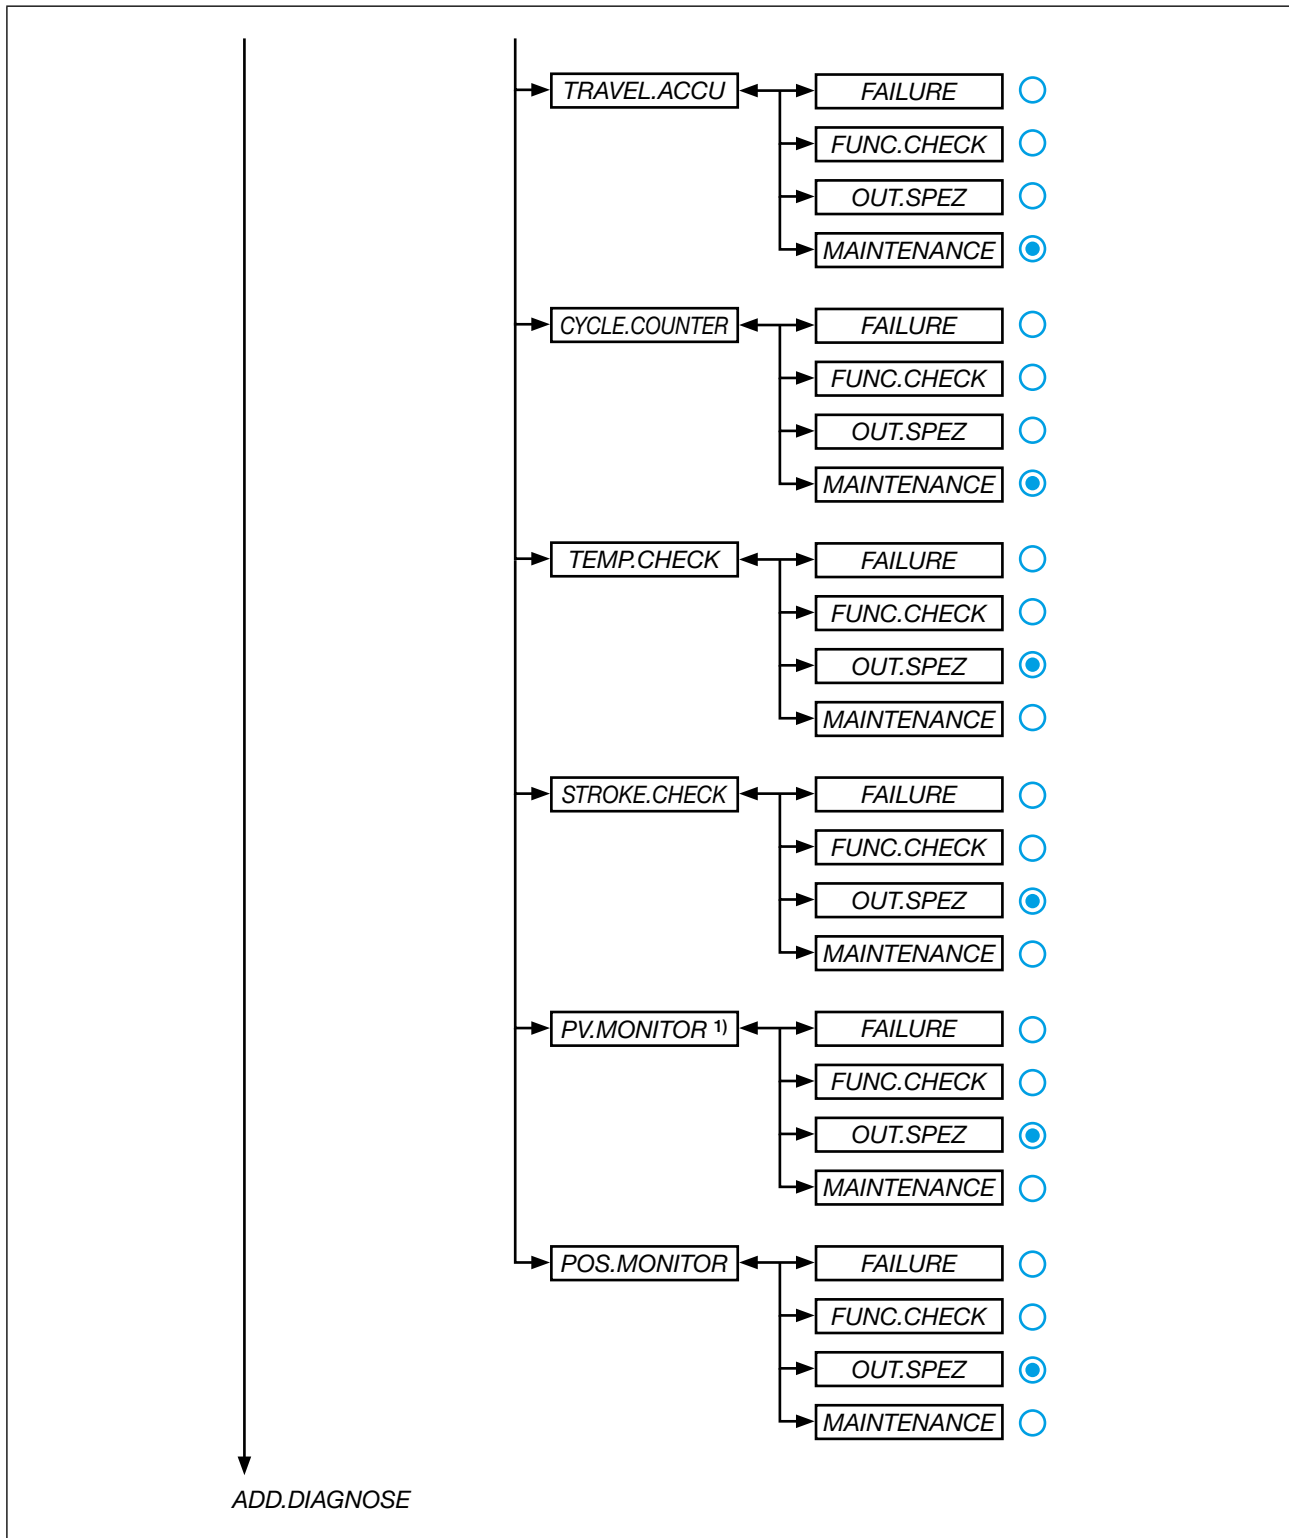 TRAVEL.ACCU FAILURE
FUNC.CHECK
OUT.SPEZ
MAINTENANCE
CYCLE.COUNTER FAILURE
FUNC.CHECK
OUT.SPEZ
MAINTENANCE
TEMP.CHECK FAILURE
FUNC.CHECK
OUT.SPEZ
MAINTENANCE
STROKE.CHECK FAILURE
FUNC.CHECK
OUT.SPEZ
MAINTENANCE
PV.MONITOR 1) FAILURE
FUNC.CHECK
OUT.SPEZ
MAINTENANCE
POS.MONITOR FAILURE
FUNC.CHECK
OUT.SPEZ
MAINTENANCE
ADD.DIAGNOSE